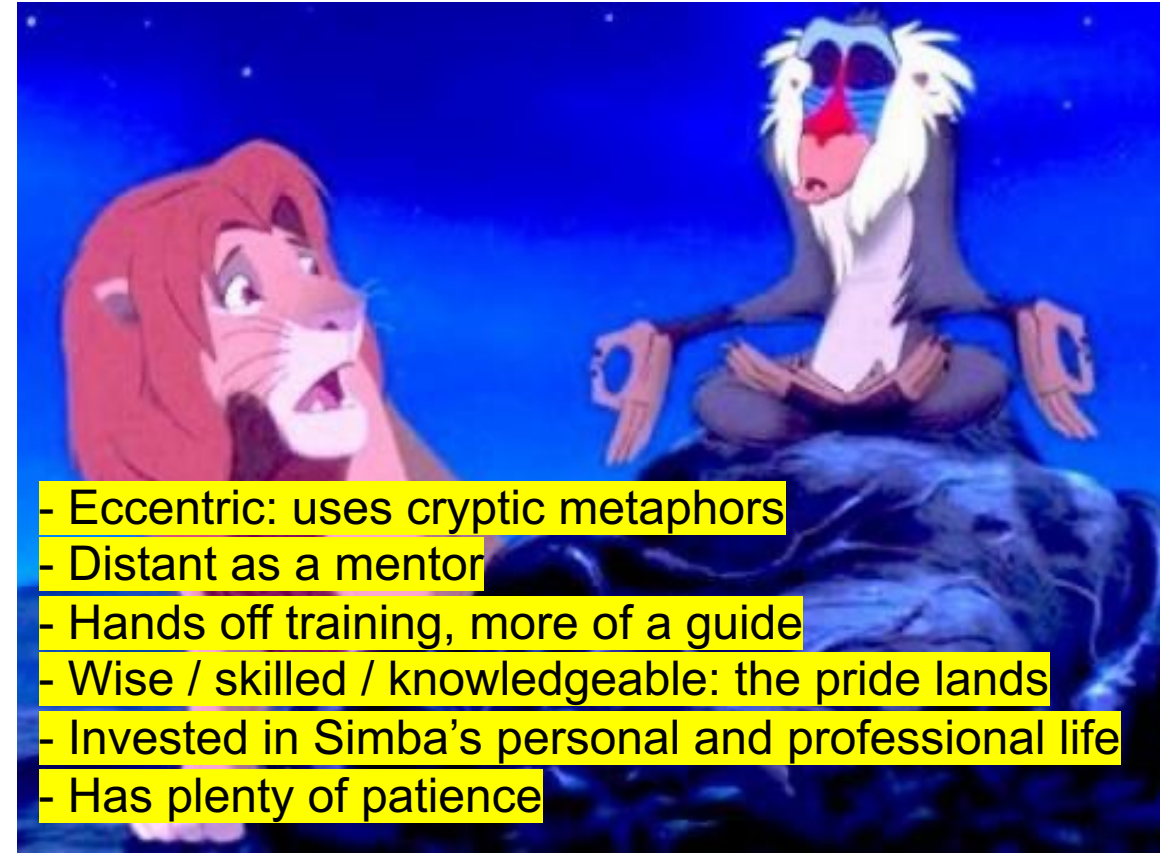 - Eccentric: uses cryptic metaphors
- Distant as a mentor
- Hands off training, more of a guide
- Wise / skilled / knowledgeable: the pride lands
- Invested in Simba’s personal and professional life
- Has plenty of patience